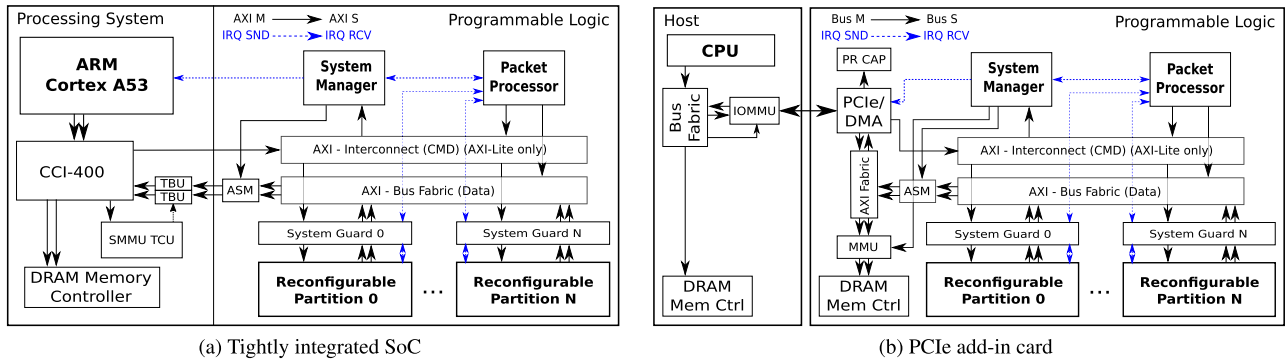 Processing System
AXI M
AXI S
IRQ SND
IRQ RCV
Programmable Logic
ARM
Cortex A53
System
Manager
Packet
Processor
CCI-400
AXI - Interconnect (CMD) (AXI-Lite only)
TBU
TBU
ASM
AXI - Bus Fabric (Data)
SMMU TCU
System Guard 0
System Guard N
DRAM Memory
Controller
Reconfigurable
Partition 0
...
Reconfigurable
Partition N
(a) Tightly integrated SoC
Host
Bus M
Bus S
IRQ SND
IRQ RCV
Programmable Logic
CPU
PR CAP
System
Manager
Packet
Processor
Bus
Fabric
IOMMU
PCIe/
DMA
AXI - Interconnect (CMD) (AXI-Lite only)
AXI Fabric
ASM
AXI - Bus Fabric (Data)
System Guard 0
System Guard N
MMU
DRAM
Mem Ctrl
DRAM
Mem Ctrl
Reconfigurable
Partition 0
...
Reconfigurable
Partition N
(b) PCIe add-in card